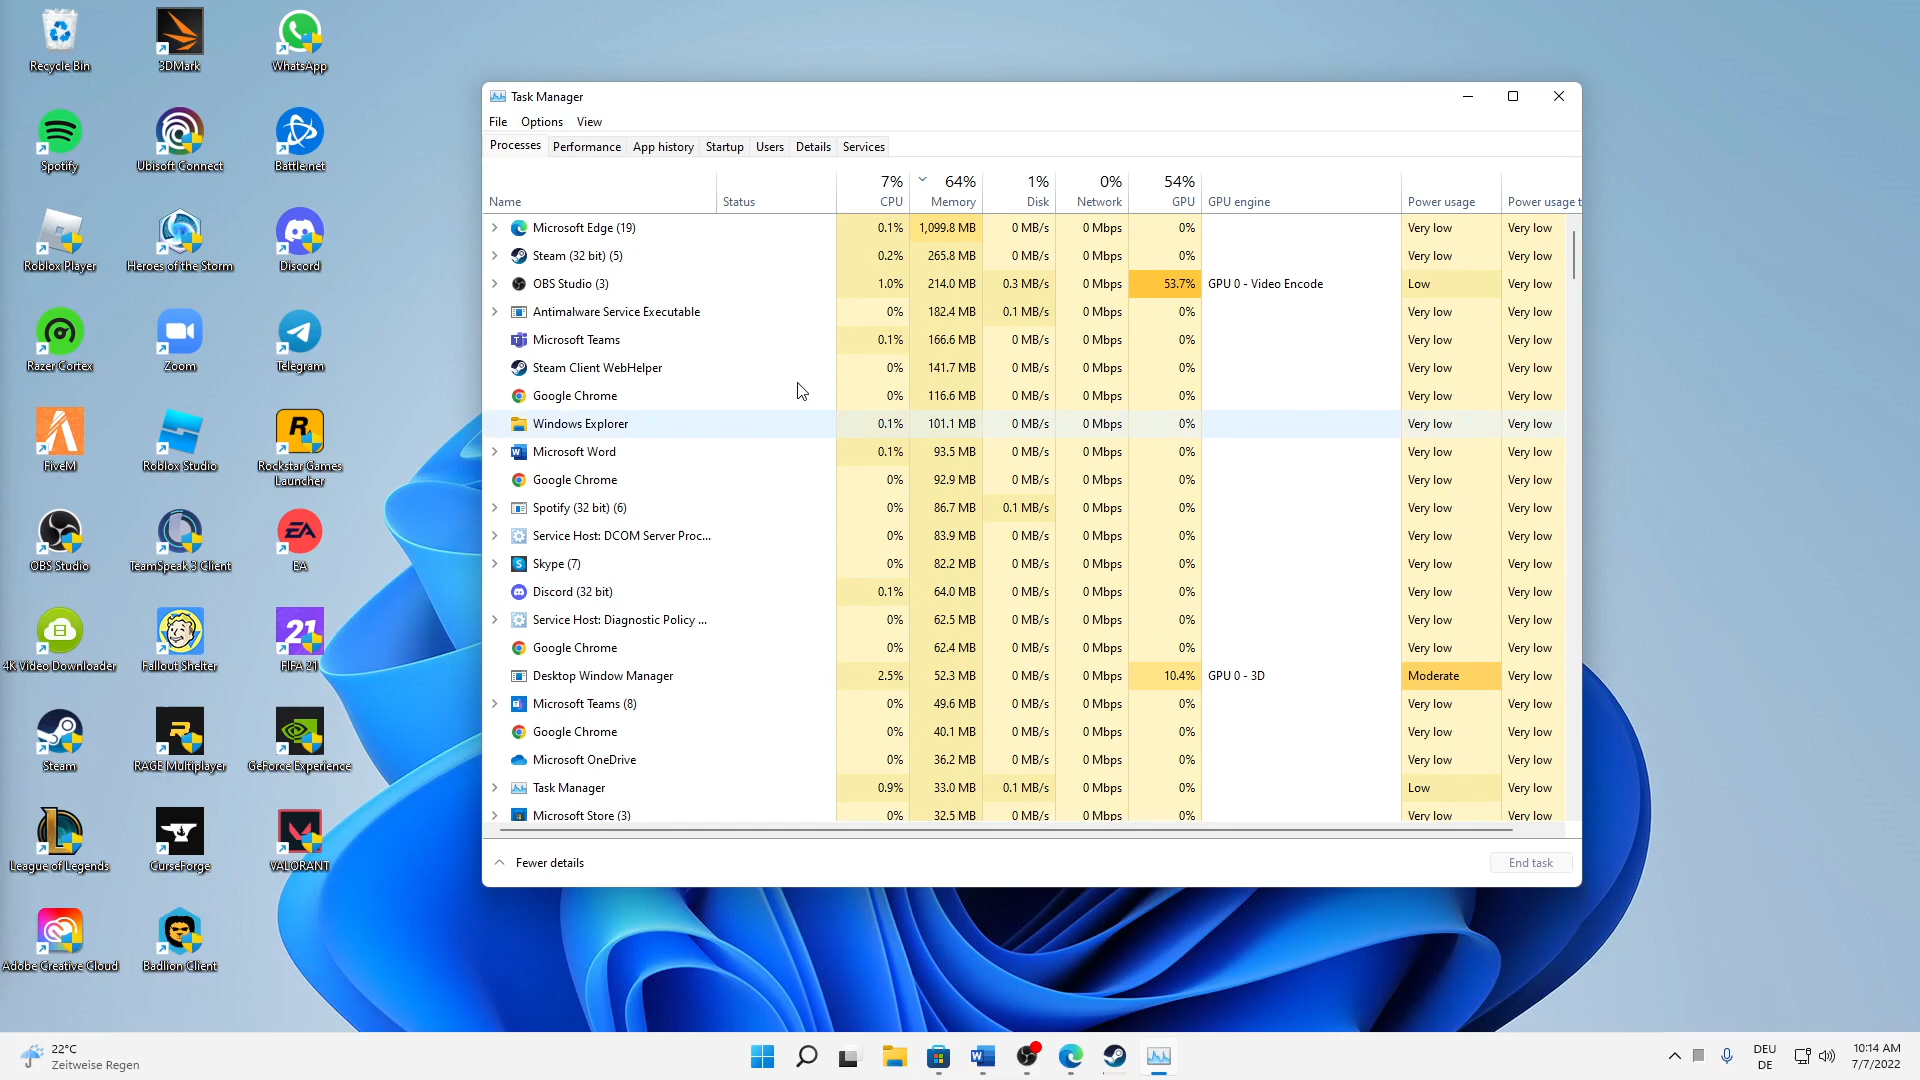 Recycle Bin
3DMark
WhatsApp
Spotify
Ubisoft Connect
Battle.net
Roblox Player
Heroes of the Storm
Discord
Razer Cortex
Zoom
Telegram
FiveM
Roblox Studio
Rockstar Games
Launcher
OBS Studio
TeamSpeak 3 Client
EA
4K Video Downloader
Fallout Shelter
FIFA 21
Steam
RAGE Multiplayer
GeForce Experience
League of Legends
CurseForge
VALORANT
Adobe Creative Cloud
Badlion Client
Task Manager
File Options View
Processes Performance App history Startup Users Details Services
7% 64% 1% 0% 54%
Name Status CPU Memory Disk Network GPU GPU engine Power usage Power usage t
Microsoft Edge (19) 0.1% 1,099.8 MB 0 MB/s 0 Mbps 0% Very low Very low
Steam (32 bit) (5) 0.2% 265.8 MB 0 MB/s 0 Mbps 0% Very low Very low
OBS Studio (3) 1.0% 214.0 MB 0.3 MB/s 0 Mbps 53.7% GPU 0 - Video Encode Low Very low
Antimalware Service Executable 0% 182.4 MB 0.1 MB/s 0 Mbps 0% Very low Very low
Microsoft Teams 0.1% 166.6 MB 0 MB/s 0 Mbps 0% Very low Very low
Steam Client WebHelper 0% 141.7 MB 0 MB/s 0 Mbps 0% Very low Very low
Google Chrome 0% 116.6 MB 0 MB/s 0 Mbps 0% Very low Very low
Windows Explorer 0.1% 101.1 MB 0 MB/s 0 Mbps 0% Very low Very low
Microsoft Word 0.1% 93.5 MB 0 MB/s 0 Mbps 0% Very low Very low
Google Chrome 0% 92.9 MB 0 MB/s 0 Mbps 0% Very low Very low
Spotify (32 bit) (6) 0% 86.7 MB 0.1 MB/s 0 Mbps 0% Very low Very low
Service Host: DCOM Server Proc... 0% 83.9 MB 0 MB/s 0 Mbps 0% Very low Very low
Skype (7) 0% 82.2 MB 0 MB/s 0 Mbps 0% Very low Very low
Discord (32 bit) 0.1% 64.0 MB 0 MB/s 0 Mbps 0% Very low Very low
Service Host: Diagnostic Policy ... 0% 62.5 MB 0 MB/s 0 Mbps 0% Very low Very low
Google Chrome 0% 62.4 MB 0 MB/s 0 Mbps 0% Very low Very low
Desktop Window Manager 2.5% 52.3 MB 0 MB/s 0 Mbps 10.4% GPU 0 - 3D Moderate Very low
Microsoft Teams (8) 0% 49.6 MB 0 MB/s 0 Mbps 0% Very low Very low
Google Chrome 0% 40.1 MB 0 MB/s 0 Mbps 0% Very low Very low
Microsoft OneDrive 0% 36.2 MB 0 MB/s 0 Mbps 0% Very low Very low
Task Manager 0.9% 33.0 MB 0.1 MB/s 0 Mbps 0% Low Very low
Microsoft Store (3) 0% 32.5 MB 0 MB/s 0 Mbps 0% Very low Very low
Fewer details End task
22°C
Zeitweise Regen
DEU
DE
10:14 AM
7/7/2022